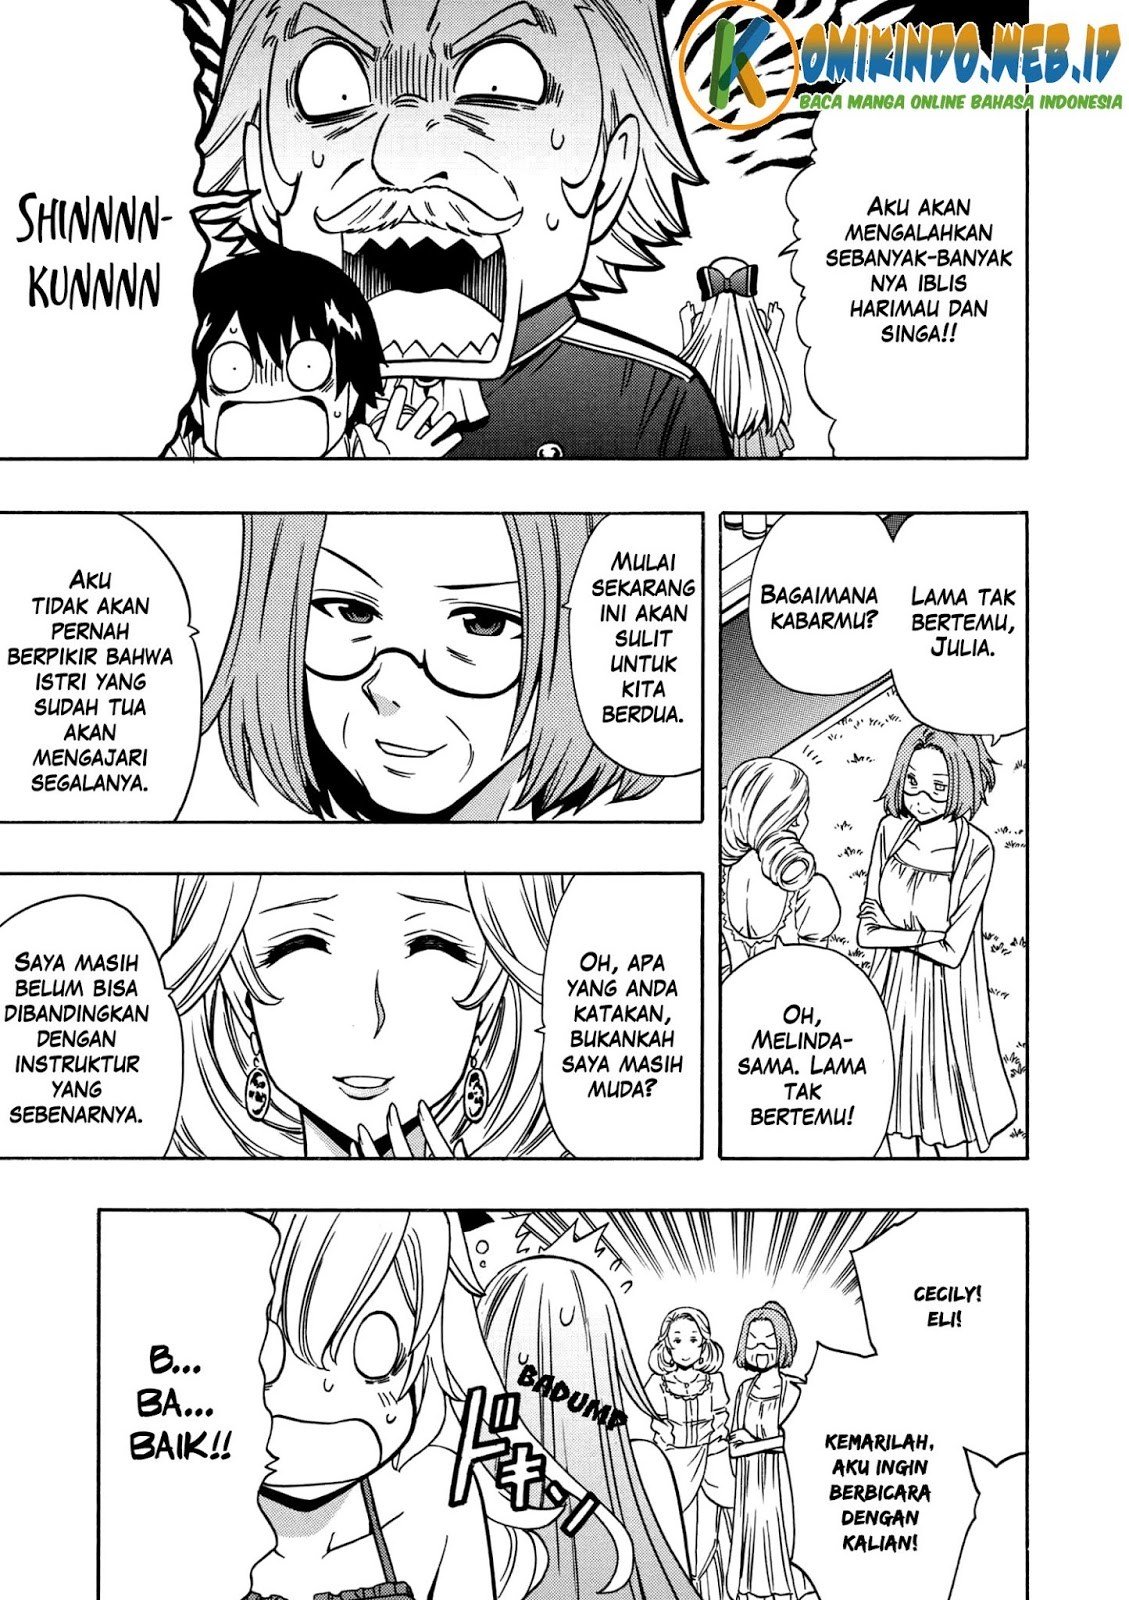 KOMIKINDO.WEB.ID
BACA MANGA ONLINE BAHASA INDONESIA
AKU AKAN
MENGALAHKAN
SEBANYAK-BANYAK
NYA IBLIS
HARIMAU DAN
SINGA!!
SHINNNN-
KUNNNN
LAMA TAK
BERTEMU,
JULIA.
BAGAIMANA
KABARMU?
OH,
MELINDA-
SAMA. LAMA
TAK
BERTEMU!
MULAI
SEKARANG
INI AKAN
SULIT
UNTUK
KITA
BERDUA.
AKU
TIDAK AKAN
PERNAH
BERPIKIR BAHWA
ISTRI YANG
SUDAH TUA
AKAN
MENGAJARI
SEGALANYA.
OH, APA
YANG ANDA
KATAKAN,
BUKANKAH
SAYA MASIH
MUDA?
SAYA MASIH
BELUM BISA
DIBANDINGKAN
DENGAN
INSTRUKTUR
YANG
SEBENARNYA.
CECILY!
ELI!
KEMARILAH,
AKU INGIN
BERBICARA
DENGAN
KALIAN!
BADUMP
ドキン
B...
BA...
BAIK!!